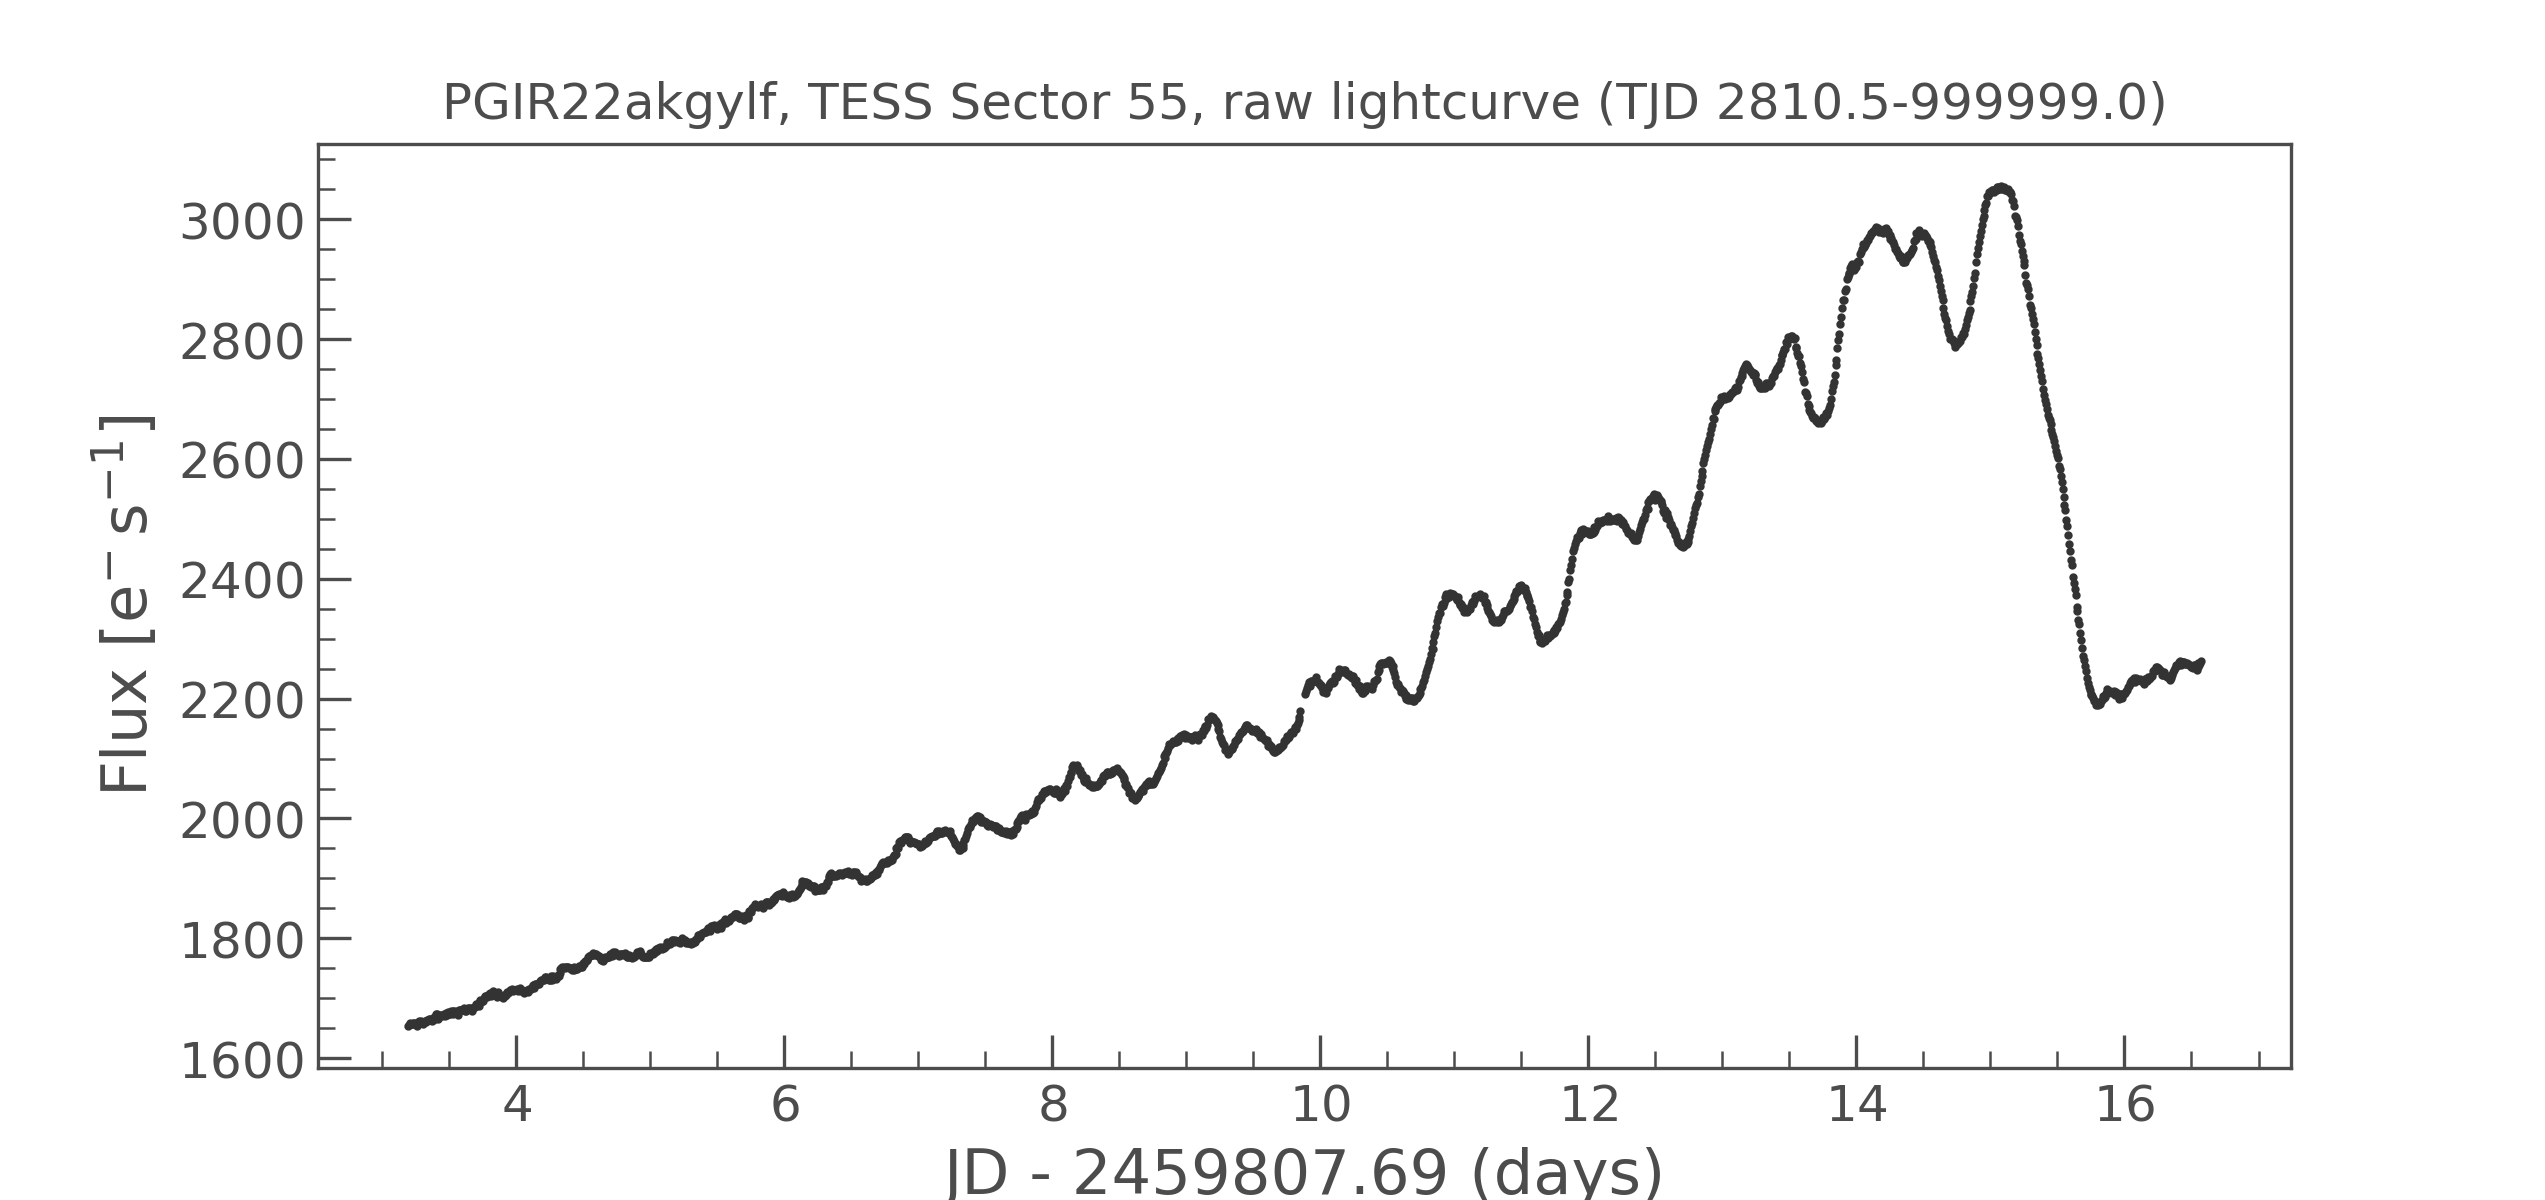 PGIR22akgylf, TESS Sector 55, raw lightcurve (TJD 2810.5-999999.0)
Flux [e⁻ s⁻¹]
3000
2800
2600
2400
2200
2000
1800
1600
4 6 8 10 12 14 16
JD - 2459807.69 (days)